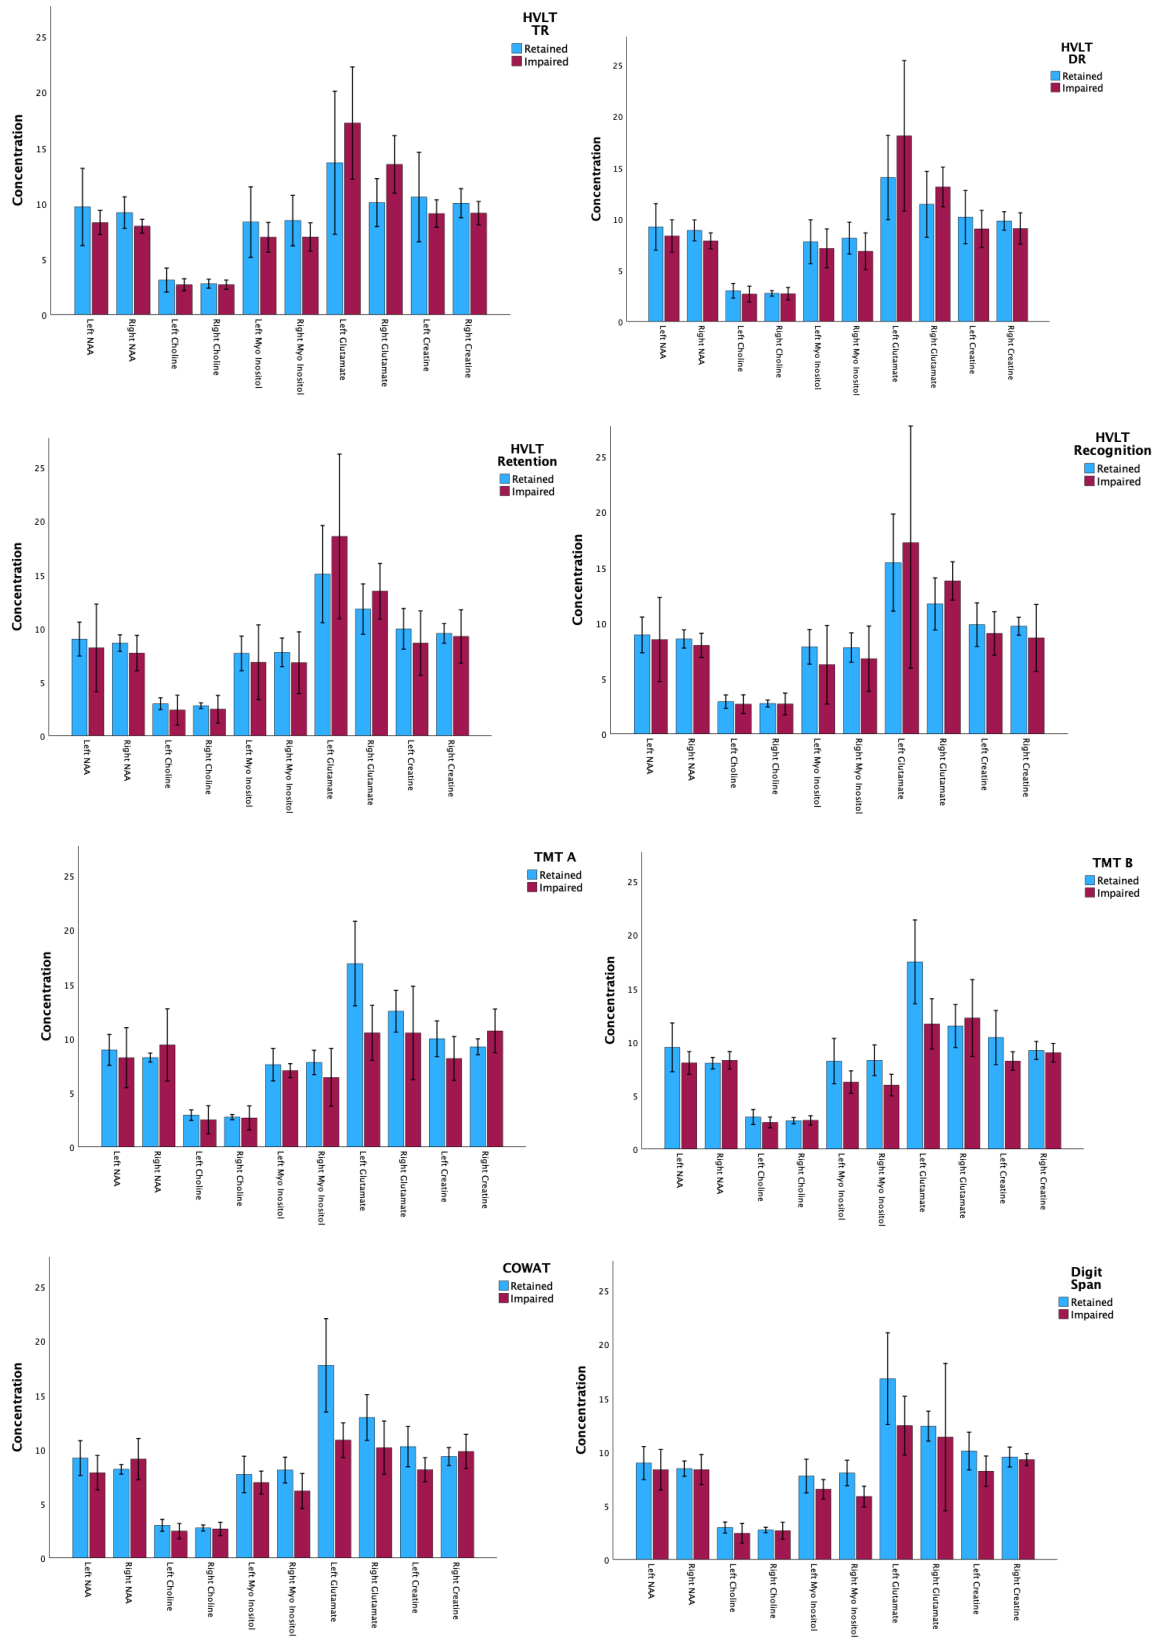 HVLT
TR
Retained
Impaired
Concentration
25
20
15
10
5
0
Left NAA
Right NAA
Left Choline
Right Choline
Left Myo Inositol
Right Myo Inositol
Left Glutamate
Right Glutamate
Left Creatine
Right Creatine
HVLT
DR
Retained
Impaired
Concentration
25
20
15
10
5
0
Left NAA
Right NAA
Left Choline
Right Choline
Left Myo Inositol
Right Myo Inositol
Left Glutamate
Right Glutamate
Left Creatine
Right Creatine
HVLT
Retention
Retained
Impaired
Concentration
25
20
15
10
5
0
Left NAA
Right NAA
Left Choline
Right Choline
Left Myo Inositol
Right Myo Inositol
Left Glutamate
Right Glutamate
Left Creatine
Right Creatine
HVLT
Recognition
Retained
Impaired
Concentration
25
20
15
10
5
0
Left NAA
Right NAA
Left Choline
Right Choline
Left Myo Inositol
Right Myo Inositol
Left Glutamate
Right Glutamate
Left Creatine
Right Creatine
TMT A
Retained
Impaired
Concentration
25
20
15
10
5
0
Left NAA
Right NAA
Left Choline
Right Choline
Left Myo Inositol
Right Myo Inositol
Left Glutamate
Right Glutamate
Left Creatine
Right Creatine
TMT B
Retained
Impaired
Concentration
25
20
15
10
5
0
Left NAA
Right NAA
Left Choline
Right Choline
Left Myo Inositol
Right Myo Inositol
Left Glutamate
Right Glutamate
Left Creatine
Right Creatine
COWAT
Retained
Impaired
Concentration
25
20
15
10
5
0
Left NAA
Right NAA
Left Choline
Right Choline
Left Myo Inositol
Right Myo Inositol
Left Glutamate
Right Glutamate
Left Creatine
Right Creatine
Digit
Span
Retained
Impaired
Concentration
25
20
15
10
5
0
Left NAA
Right NAA
Left Choline
Right Choline
Left Myo Inositol
Right Myo Inositol
Left Glutamate
Right Glutamate
Left Creatine
Right Creatine